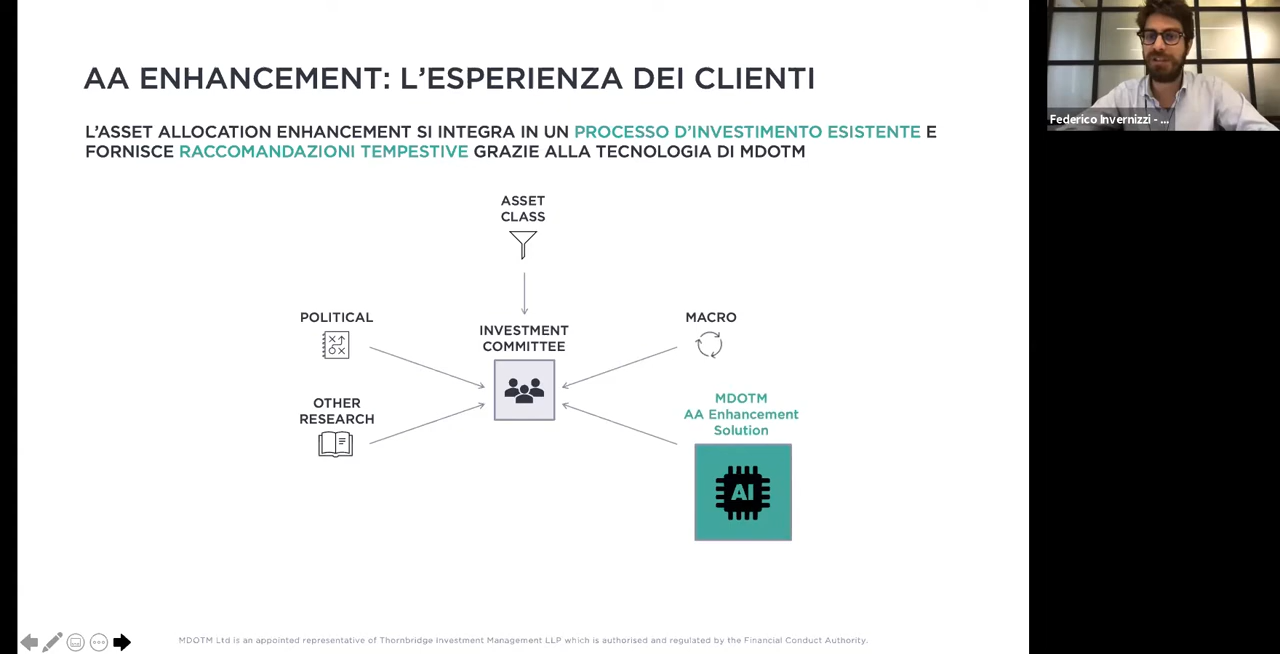 AA ENHANCEMENT: L'ESPERIENZA DEI CLIENTI
L'ASSET ALLOCATION ENHANCEMENT SI INTEGRA IN UN PROCESSO D'INVESTIMENTO ESISTENTE E
FORNISCE RACCOMANDAZIONI TEMPESTIVE GRAZIE ALLA TECNOLOGIA DI MDOTM
ASSET
CLASS
POLITICAL
INVESTMENT
COMMITTEE
MACRO
OTHER
RESEARCH
MDOTM
AA Enhancement
Solution
AI
MDOTM Ltd is an appointed representative of Thornbridge Investment Management LLP which is authorised and regulated by the Financial Conduct Authority.
Federico Invernizzi - ...